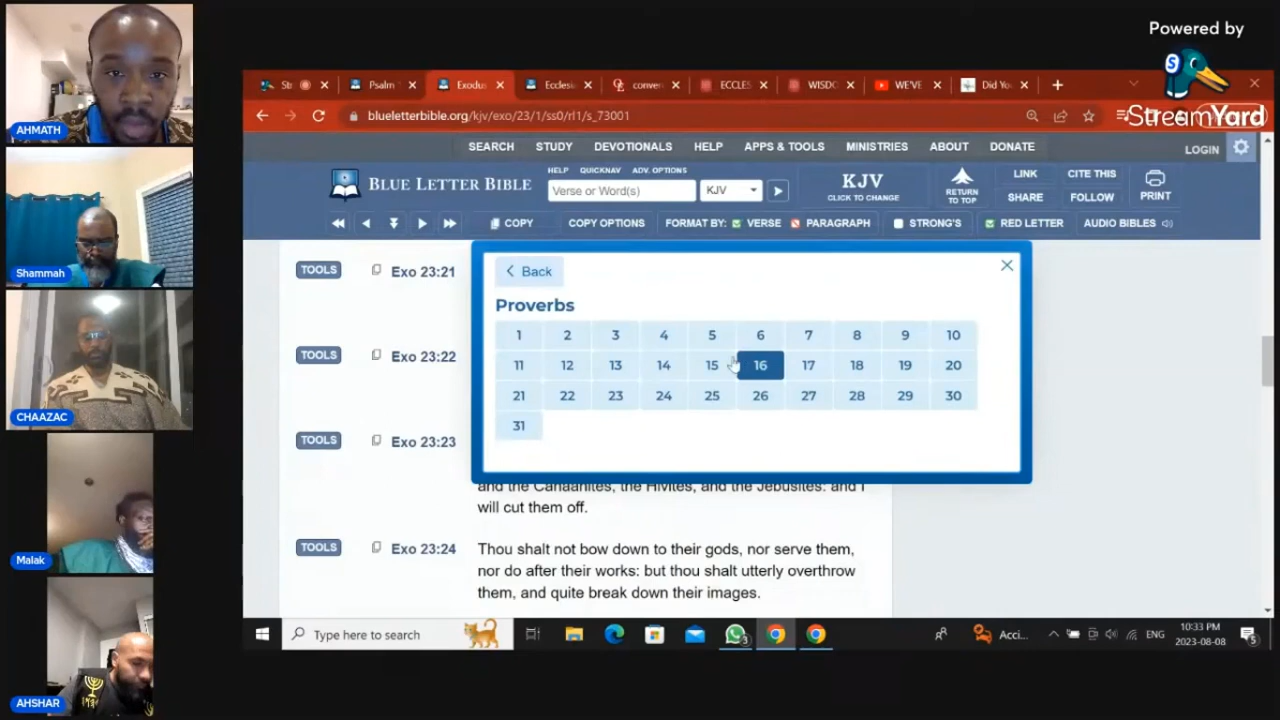 Powered by
StreamYard
AHMATH
Shammah
CHAAZAC
Malak
AHSHAR
Str
Psalm
Exodus
Ecclesi
conver
ECCLES
WISDO
WE'VE
Did Yo
blueletterbible.org/kjv/exo/23/1/ss0/rl1/s_73001
SEARCH STUDY DEVOTIONALS HELP APPS & TOOLS MINISTRIES ABOUT DONATE LOGIN
BLUE LETTER BIBLE
HELP QUICKNAV ADV. OPTIONS
Verse or Word(s) KJV
KJV
CLICK TO CHANGE
RETURN
TO TOP
LINK CITE THIS
SHARE FOLLOW
PRINT
COPY COPY OPTIONS FORMAT BY: VERSE PARAGRAPH STRONG'S RED LETTER AUDIO BIBLES
TOOLS Exo 23:21
TOOLS Exo 23:22
TOOLS Exo 23:23
Back
Proverbs
1 2 3 4 5 6 7 8 9 10
11 12 13 14 15 16 17 18 19 20
21 22 23 24 25 26 27 28 29 30
31
and the Canaanites, the Hivites, and the Jebusites: and I
will cut them off.
TOOLS Exo 23:24 Thou shalt not bow down to their gods, nor serve them,
nor do after their works: but thou shalt utterly overthrow
them, and quite break down their images.
Type here to search
3
Acci...
ENG
10:33 PM
2023-08-08
5